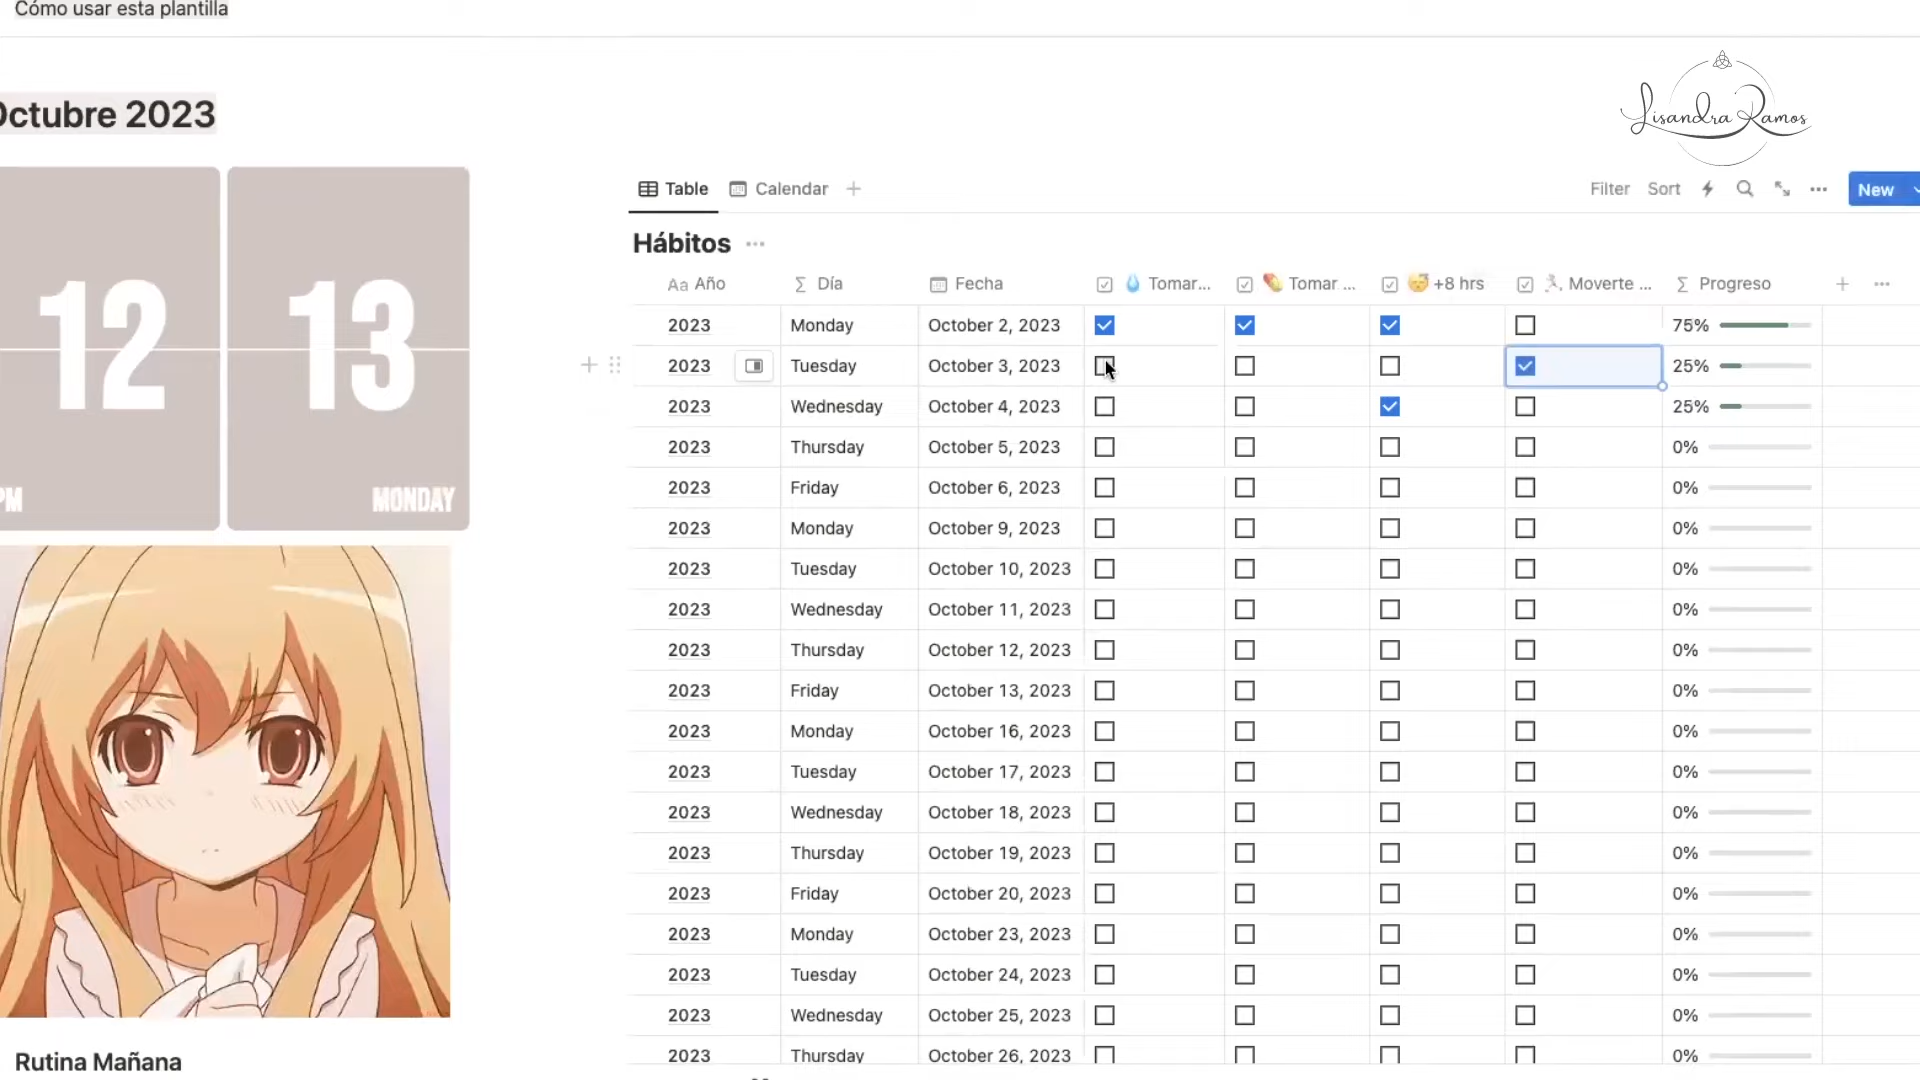 Cómo usar esta plantilla
Octubre 2023
Lisandra Ramos
12
PM
13
MONDAY
Table Calendar
Filter Sort New
Hábitos
Aa Año Día Fecha Tomar... Tomar ... +8 hrs Moverte ... Progreso
2023 Monday October 2, 2023 75%
2023 Tuesday October 3, 2023 25%
2023 Wednesday October 4, 2023 25%
2023 Thursday October 5, 2023 0%
2023 Friday October 6, 2023 0%
2023 Monday October 9, 2023 0%
2023 Tuesday October 10, 2023 0%
2023 Wednesday October 11, 2023 0%
2023 Thursday October 12, 2023 0%
2023 Friday October 13, 2023 0%
2023 Monday October 16, 2023 0%
2023 Tuesday October 17, 2023 0%
2023 Wednesday October 18, 2023 0%
2023 Thursday October 19, 2023 0%
2023 Friday October 20, 2023 0%
2023 Monday October 23, 2023 0%
2023 Tuesday October 24, 2023 0%
2023 Wednesday October 25, 2023 0%
2023 Thursday October 26, 2023 0%
Rutina Mañana